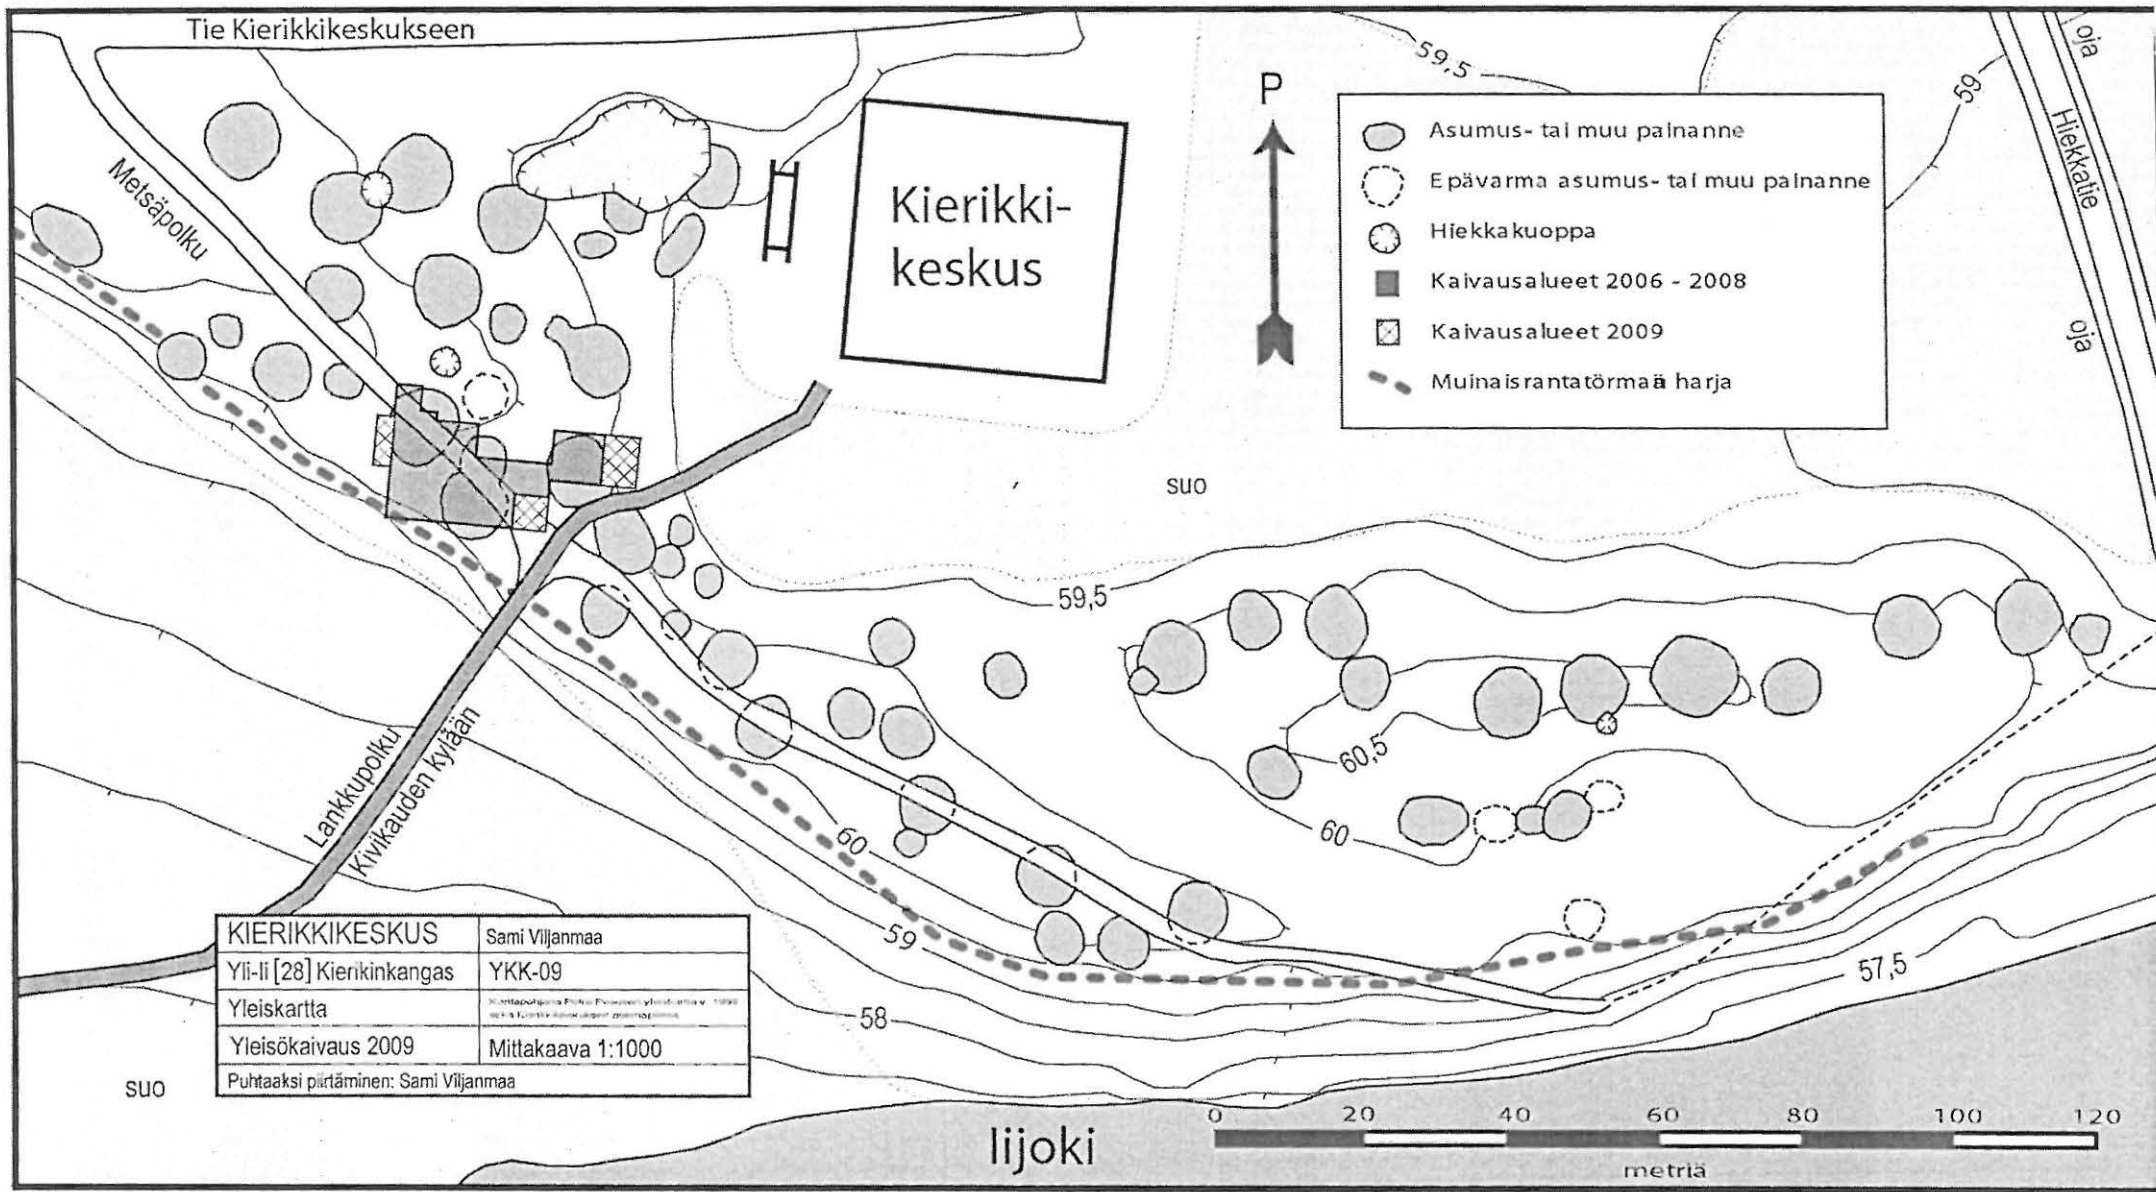 Tie Kierikkikeskukseen
59,5
59
oja
Hiekkatie
oja
Metsäpolku
P
Kierikki-
keskus
Asumus- tai muu painanne
Epävarma asumus- tai muu painanne
Hiekkakuoppa
Kaivausalueet 2006 - 2008
Kaivausalueet 2009
Muinaisrantatörmaä harja
suo
59,5
60,5
60
60
59
58
57,5
Lankkupolku
Kivikauden kylään
KIERIKKIKESKUS
Sami Viljanmaa
Yli-Ii [28] Kierikinkangas
YKK-09
Yleiskartta
Yleisökaivaus 2009
Mittakaava 1:1000
Puhtaaksi piirtäminen: Sami Viljanmaa
suo
Iijoki
0 20 40 60 80 100 120
metriä